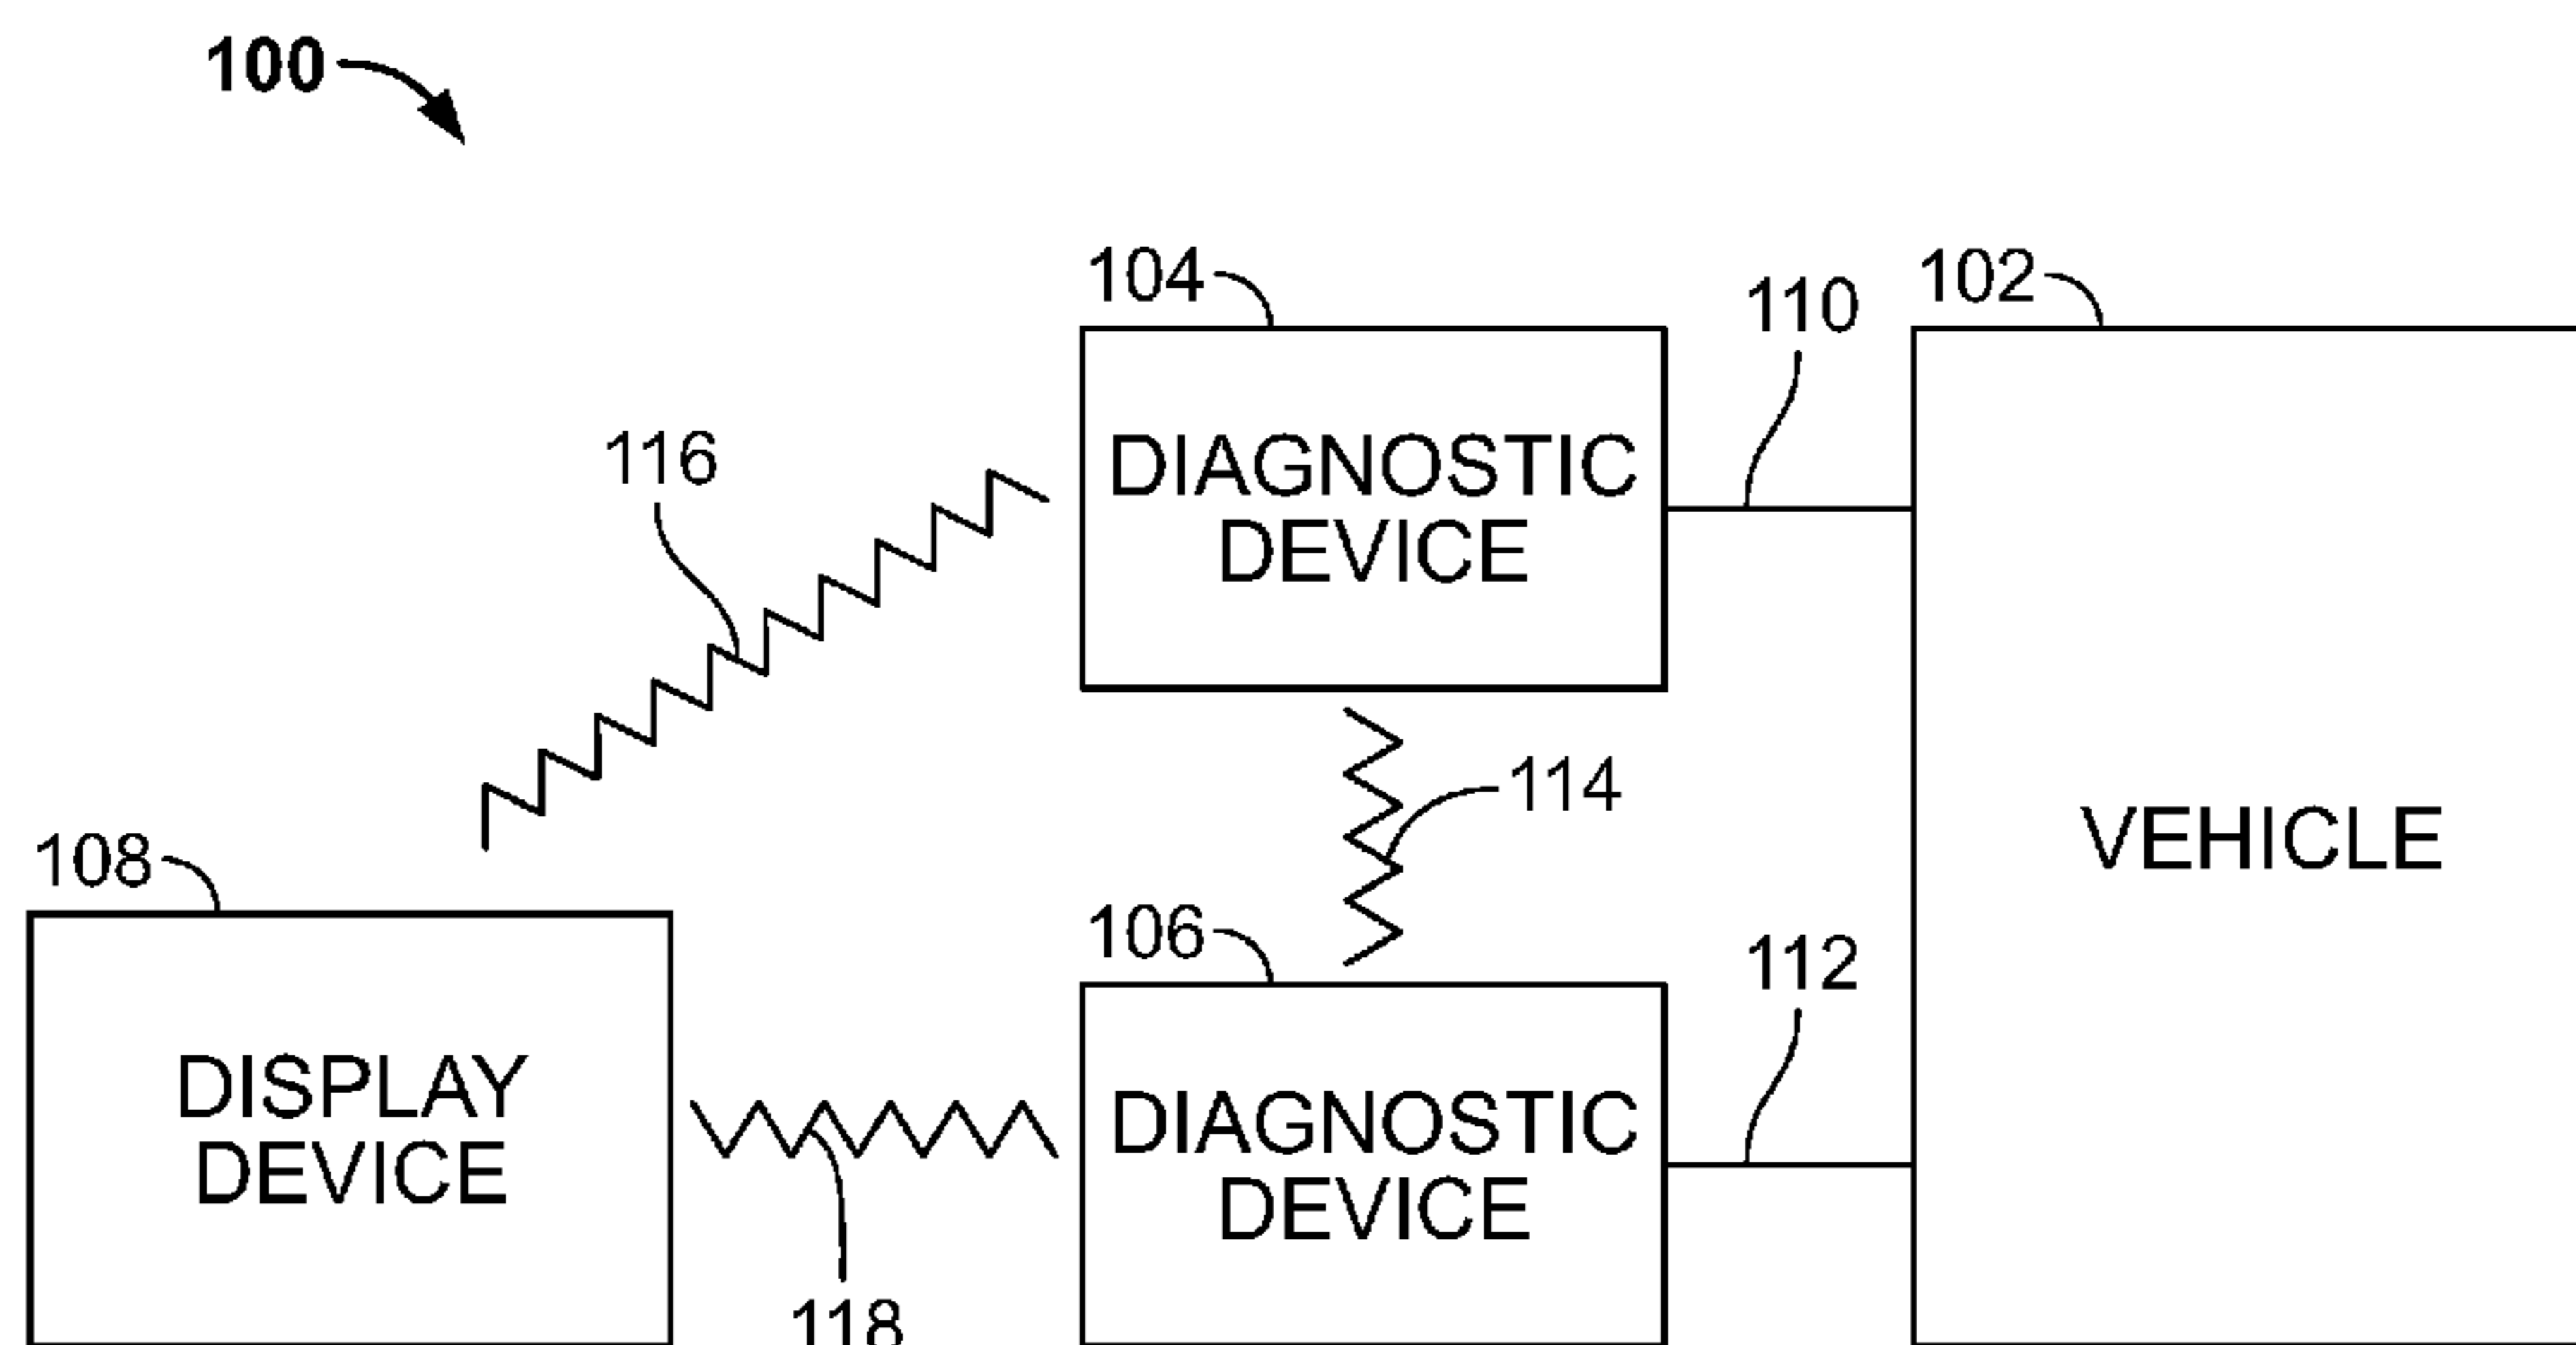 100
104
110
102
116
DIAGNOSTIC
DEVICE
114
VEHICLE
108
106
112
DISPLAY
DEVICE
DIAGNOSTIC
DEVICE
118